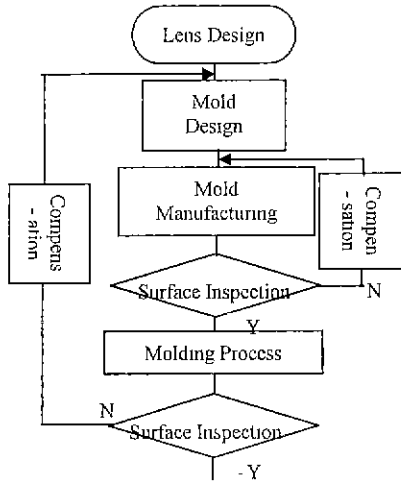 Lens Design
Mold
Design
Mold
Manufacturing
Compens
- ation
Compen
- sation
Surface Inspection
N
Y
Molding Process
N
Surface Inspection
- Y